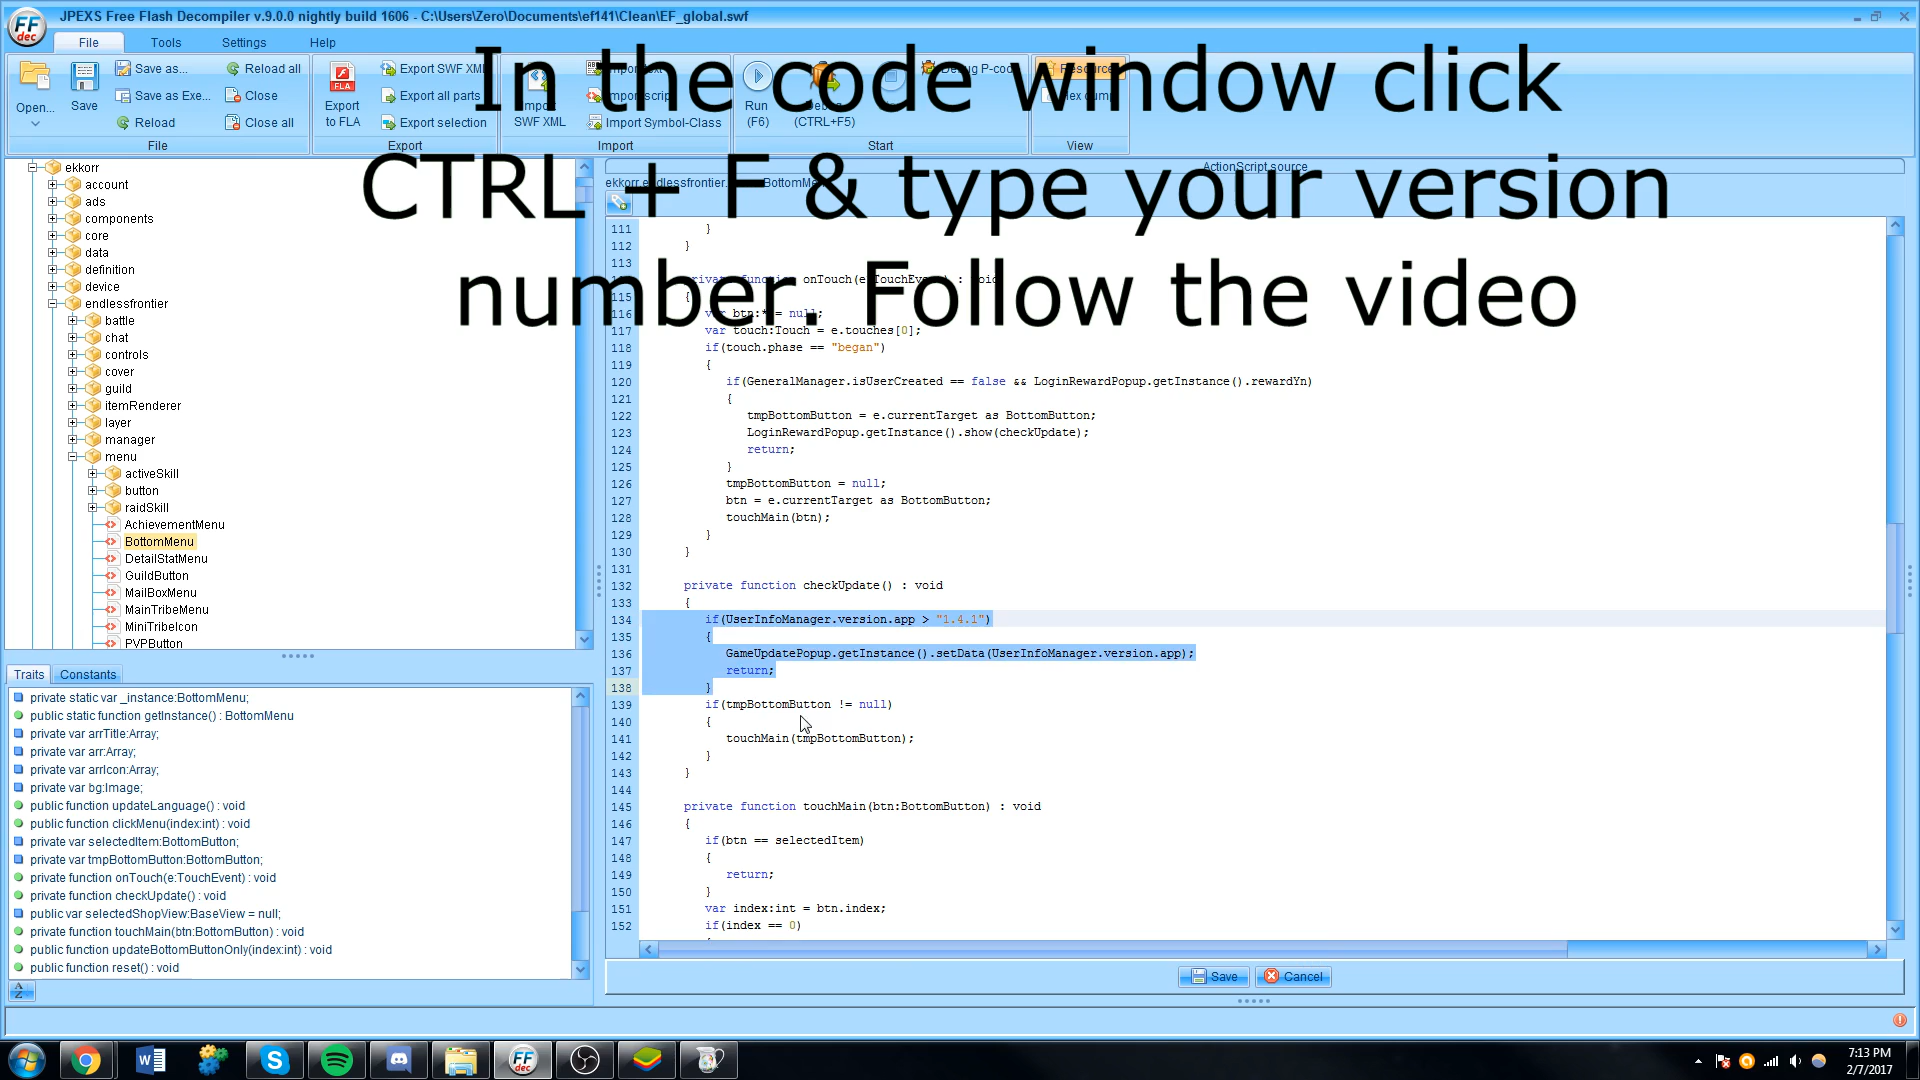 JPEXS Free Flash Decompiler v.9.0.0 nightly build 1606 - C:\Users\Zero\Documents\ef141\Clean\EF_global.swf
FF
dec
File
Tools
Settings
Help
Open...
Save
Save as...
Save as Exe...
Reload
Reload all
Close
Close all
File
Export
to FLA
Export SWF XML
Export all parts
Export selection
Export
SWF XML
Import Symbol-Class
Import
Run
(F6)
(CTRL+F5)
Start
View
In the code window click
CTRL + F & type your version
number. Follow the video
ekkorr
account
ads
components
core
data
definition
device
endlessfrontier
battle
chat
controls
cover
guild
itemRenderer
layer
manager
menu
activeSkill
button
raidSkill
AchievementMenu
BottomMenu
DetailStatMenu
GuildButton
MailBoxMenu
MainTribeMenu
MiniTribeIcon
PVPButton
Traits
Constants
private static var _instance:BottomMenu;
public static function getInstance() : BottomMenu
private var arrTitle:Array;
private var arr:Array;
private var arrIcon:Array;
private var bg:Image;
public function updateLanguage() : void
public function clickMenu(index:int) : void
private var selectedItem:BottomButton;
private var tmpBottomButton:BottomButton;
private function onTouch(e:TouchEvent) : void
private function checkUpdate() : void
public var selectedShopView:BaseView = null;
private function touchMain(btn:BottomButton) : void
public function updateBottomButtonOnly(index:int) : void
public function reset() : void
ActionScript source
111 }
112 }
113
private function onTouch(e:TouchEvent) : void
115 {
116 var btn:* = null;
117 var touch:Touch = e.touches[0];
118 if(touch.phase == "began")
119 {
120 if(GeneralManager.isUserCreated == false && LoginRewardPopup.getInstance().rewardYn)
121 {
122 tmpBottomButton = e.currentTarget as BottomButton;
123 LoginRewardPopup.getInstance().show(checkUpdate);
124 return;
125 }
126 tmpBottomButton = null;
127 btn = e.currentTarget as BottomButton;
128 touchMain(btn);
129 }
130 }
131
132 private function checkUpdate() : void
133 {
134 if(UserInfoManager.version.app > "1.4.1")
135 {
136 GameUpdatePopup.getInstance().setData(UserInfoManager.version.app);
137 return;
138 }
139 if(tmpBottomButton != null)
140 {
141 touchMain(tmpBottomButton);
142 }
143 }
144
145 private function touchMain(btn:BottomButton) : void
146 {
147 if(btn == selectedItem)
148 {
149 return;
150 }
151 var index:int = btn.index;
152 if(index == 0)
Save
Cancel
7:13 PM
2/7/2017